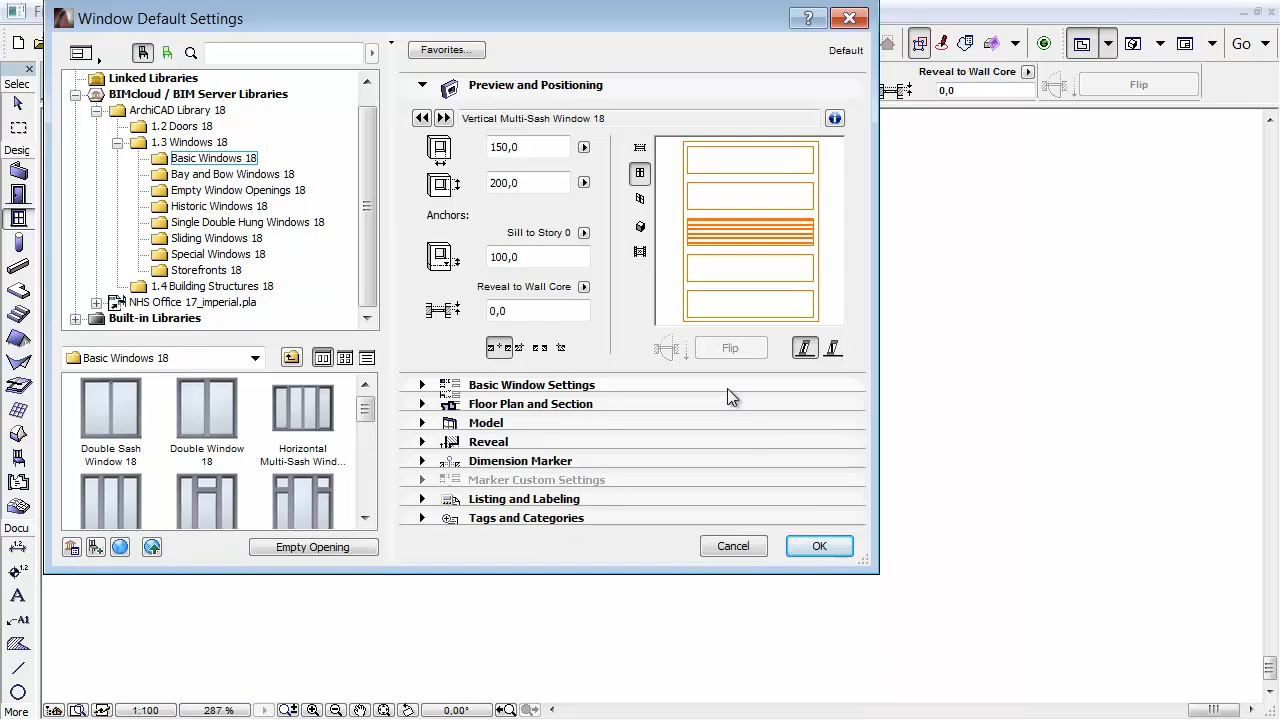 Window Default Settings
?
Fi
Selec
Desig
Docu
More
Linked Libraries
BIMcloud / BIM Server Libraries
ArchiCAD Library 18
1.2 Doors 18
1.3 Windows 18
Basic Windows 18
Bay and Bow Windows 18
Empty Window Openings 18
Historic Windows 18
Single Double Hung Windows 18
Sliding Windows 18
Special Windows 18
Storefronts 18
1.4 Building Structures 18
NHS Office 17_imperial.pla
Built-in Libraries
Basic Windows 18
Double Sash Window 18
Double Window 18
Horizontal Multi-Sash Wind...
Empty Opening
Favorites...
Default
Preview and Positioning
Vertical Multi-Sash Window 18
150,0
200,0
Anchors:
Sill to Story 0
100,0
Reveal to Wall Core
0,0
Flip
Basic Window Settings
Floor Plan and Section
Model
Reveal
Dimension Marker
Marker Custom Settings
Listing and Labeling
Tags and Categories
Cancel
OK
Go
Reveal to Wall Core
0,0
Flip
1:100
287 %
0,00°